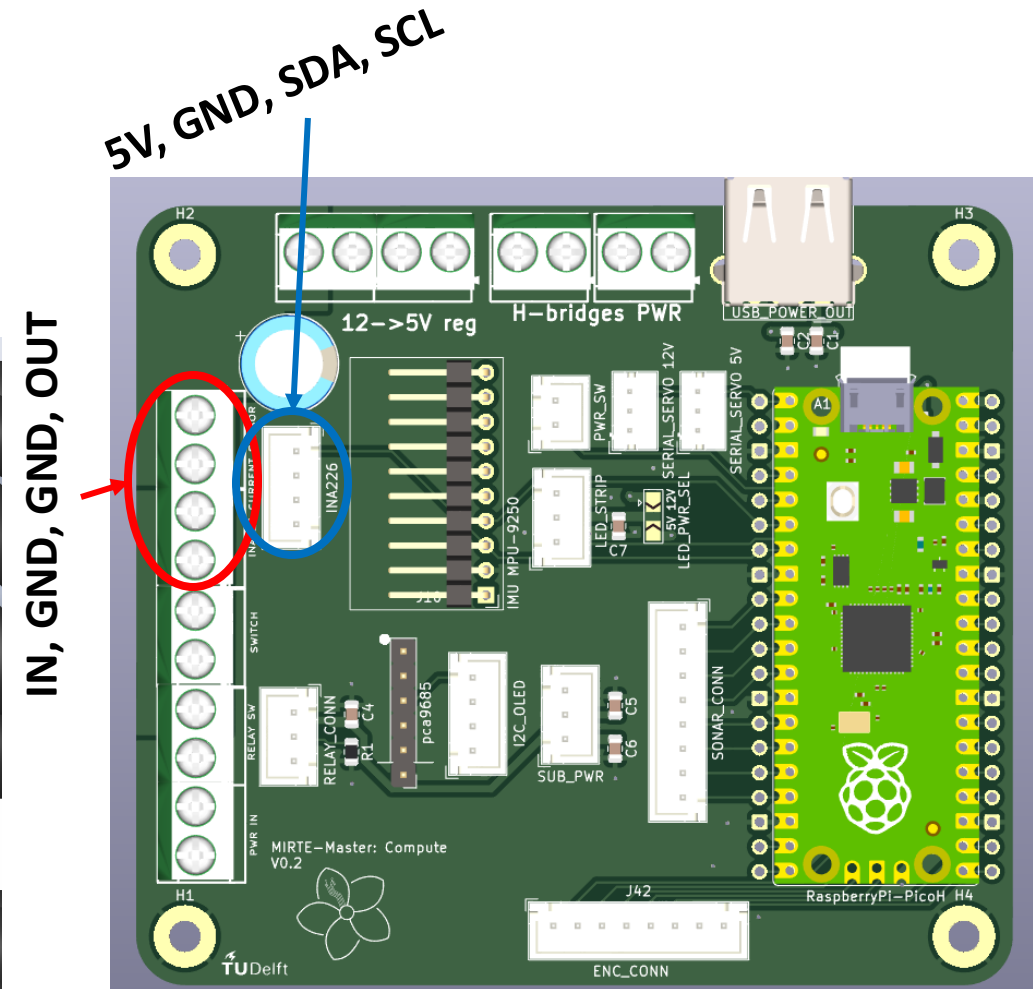 5V, GND, SDA, SCL
IN, GND, GND, OUT
H2
H3
12->5V reg
H-bridges PWR
USB_POWER_OUT
C2
C1
+
PWR_SW
SERIAL_SERVO 12V
SERIAL_SERVO 5V
A1
INA226
IMU MPU-9250
J10
LED_STRIP
C7
5V 12V
LED_PWR_SEL
SWITCH
RELAY SW
PWR IN
RELAY_CONN
C4
R1
pca9685
I2C_OLED
SUB_PWR
C5
C6
SONAR_CONN
MIRTE-Master: Compute
V0.2
H1
TUDelft
J42
ENC_CONN
RaspberryPi-PicoH
H4